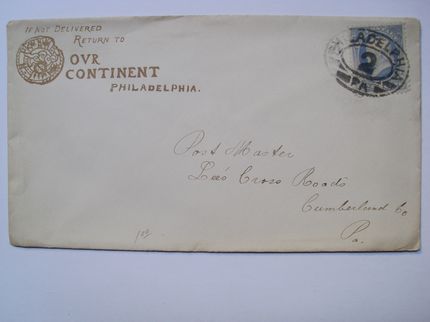 IF NOT DELIVERED
RETURN TO
OVR
CONTINENT
PHILADELPHIA.
PHILADELPHIA
2
PA
Post Master
Lee's Cross Roads
Cumberland Co
Pa.